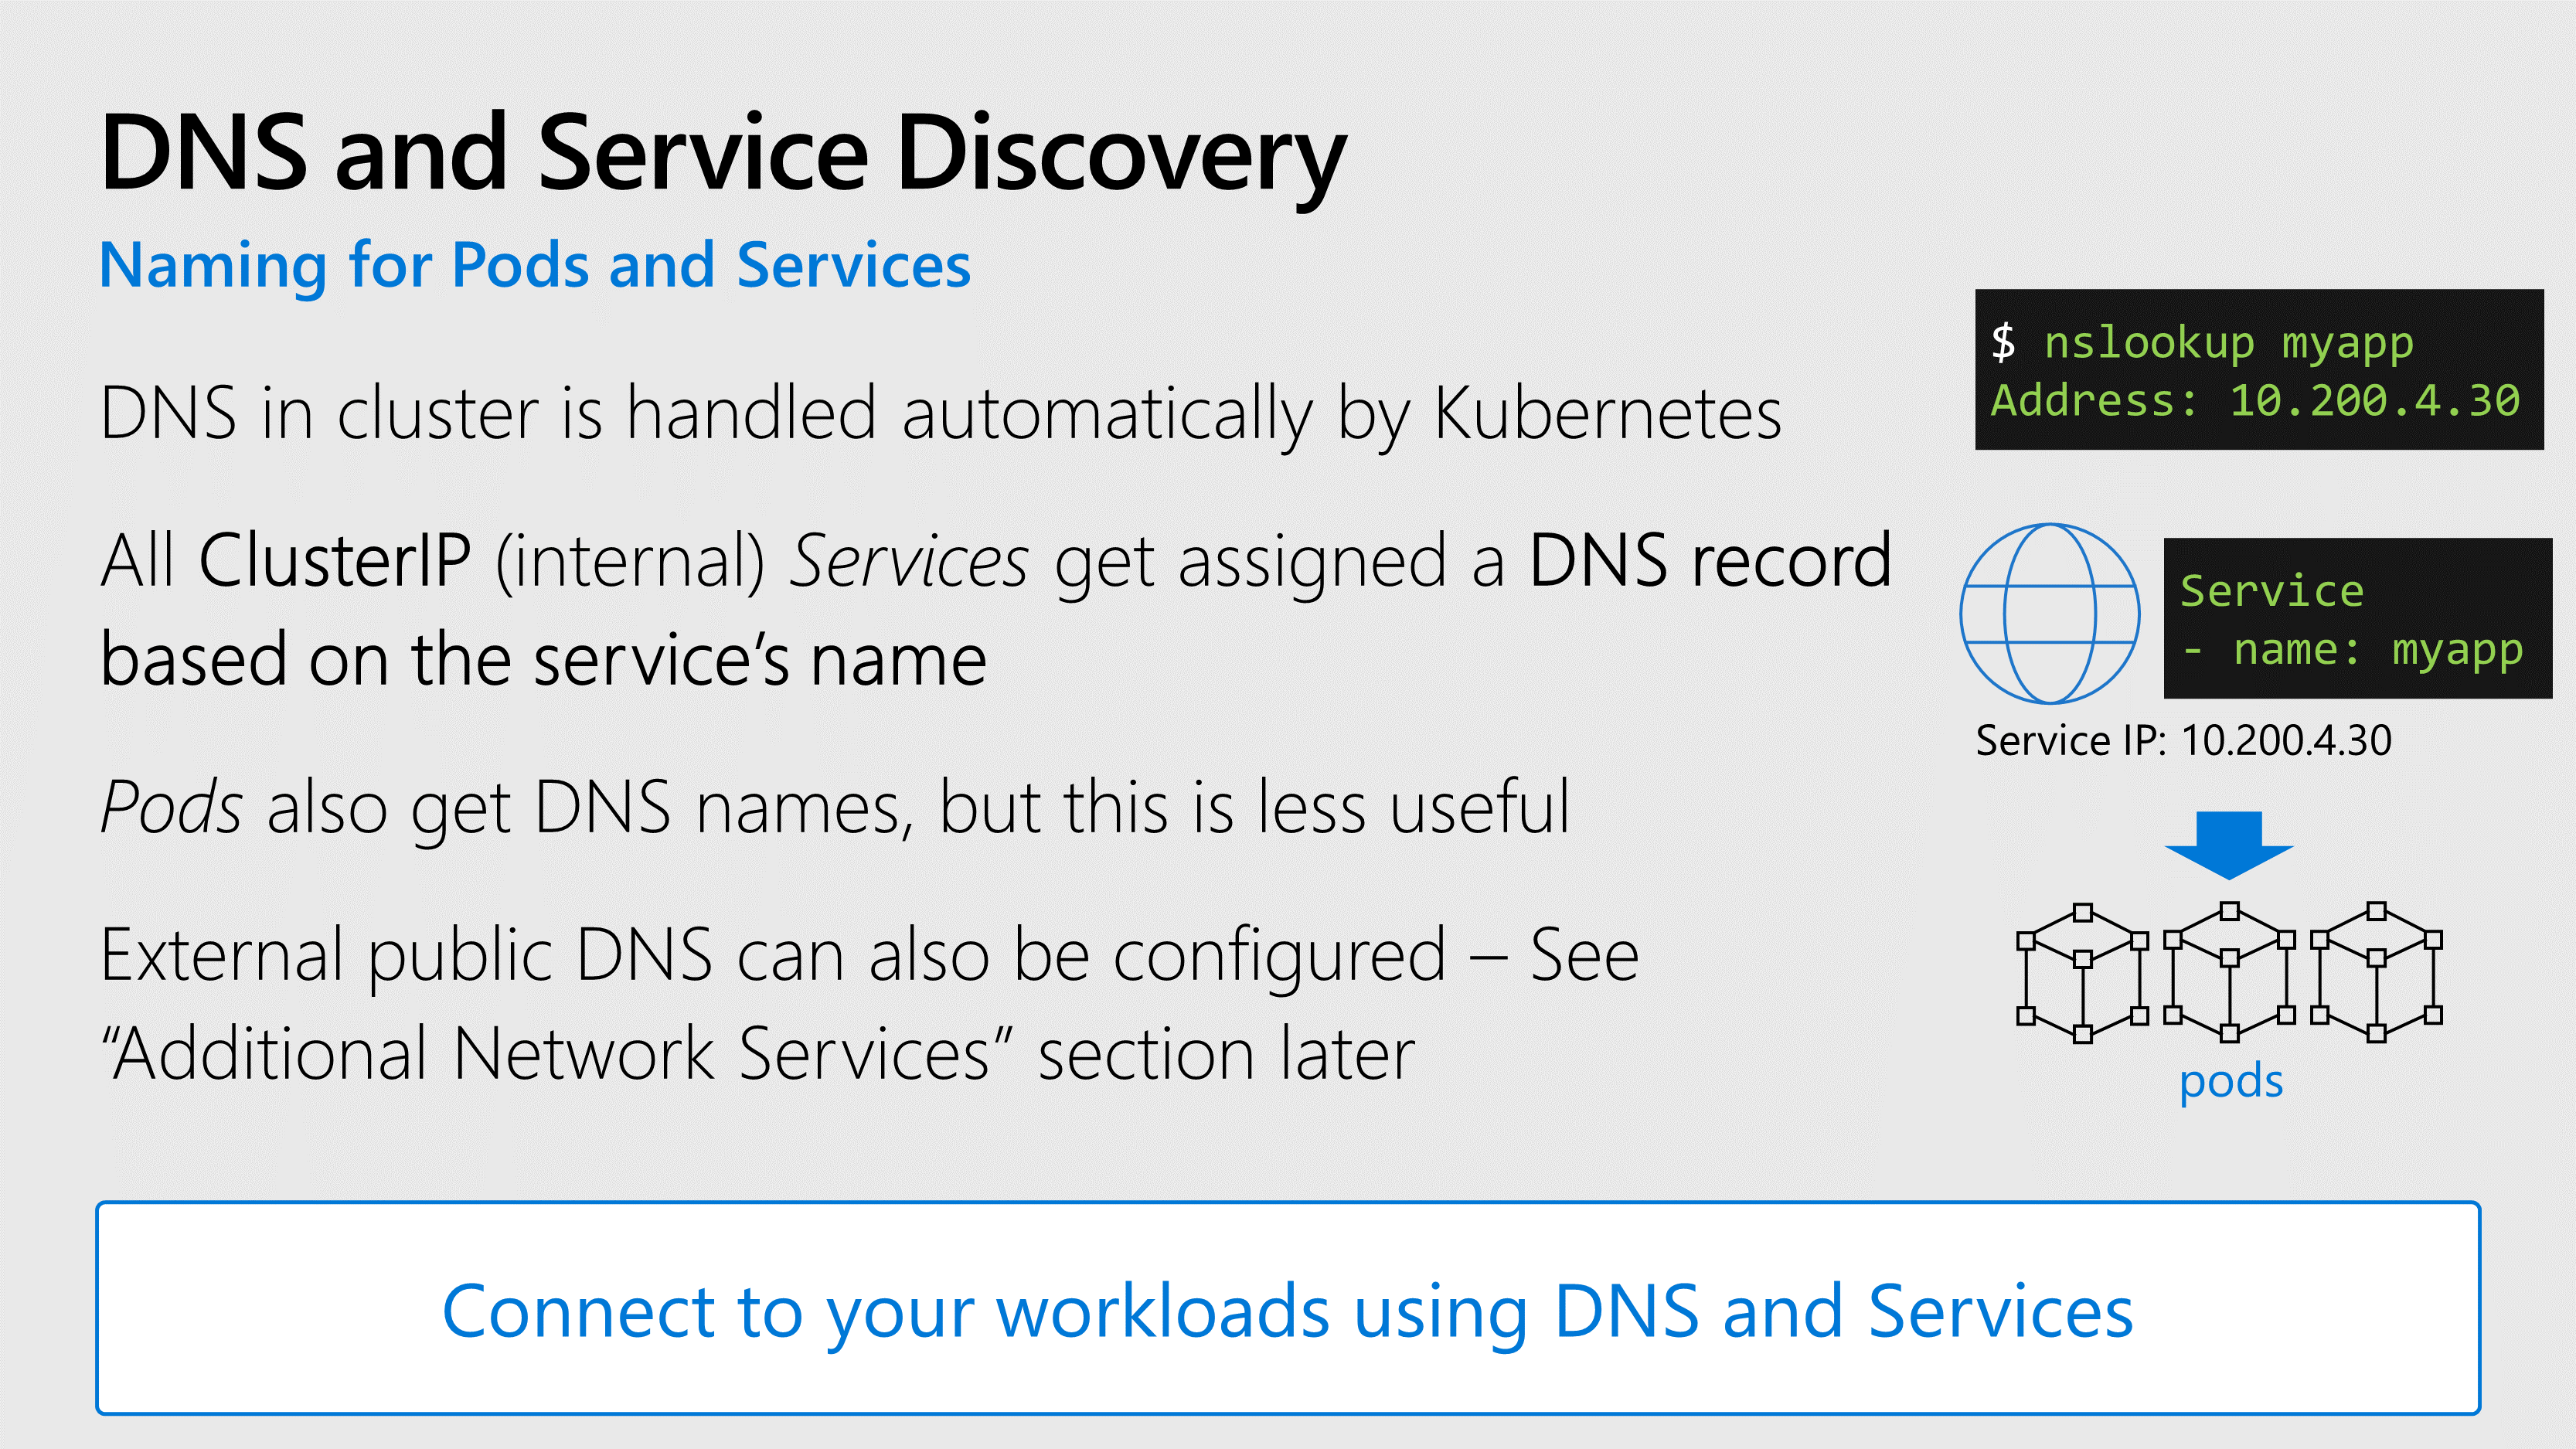 DNS and Service Discovery
Naming for Pods and Services
DNS in cluster is handled automatically by Kubernetes
All ClusterIP (internal) Services get assigned a DNS record
based on the service’s name
Pods also get DNS names, but this is less useful
External public DNS can also be configured – See
“Additional Network Services” section later
$ nslookup myapp
Address: 10.200.4.30
Service
- name: myapp
Service IP: 10.200.4.30
pods
Connect to your workloads using DNS and Services